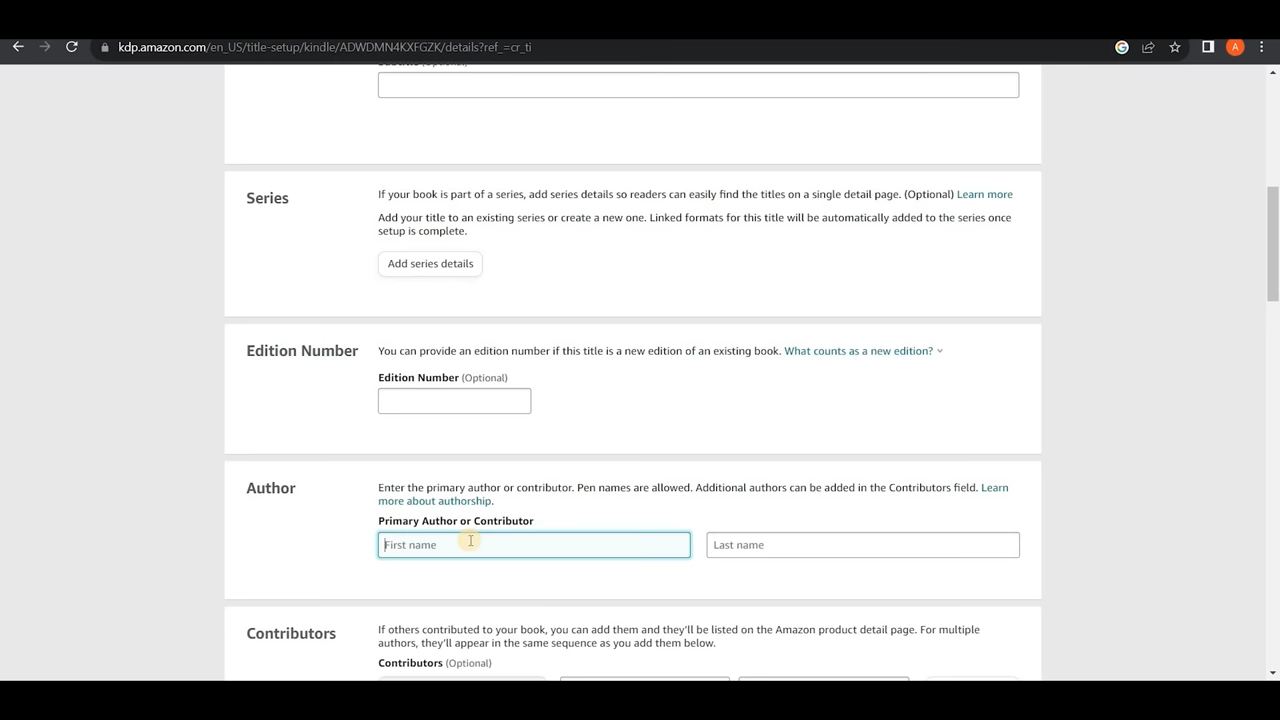 kdp.amazon.com/en_US/title-setup/kindle/ADWDMN4KXFGZK/details?ref_=cr_ti
A
Series
If your book is part of a series, add series details so readers can easily find the titles on a single detail page. (Optional) Learn more
Add your title to an existing series or create a new one. Linked formats for this title will be automatically added to the series once
setup is complete.
Add series details
Edition Number
You can provide an edition number if this title is a new edition of an existing book. What counts as a new edition?
Edition Number (Optional)
Author
Enter the primary author or contributor. Pen names are allowed. Additional authors can be added in the Contributors field. Learn
more about authorship.
Primary Author or Contributor
First name
Last name
Contributors
If others contributed to your book, you can add them and they'll be listed on the Amazon product detail page. For multiple
authors, they'll appear in the same sequence as you add them below.
Contributors (Optional)